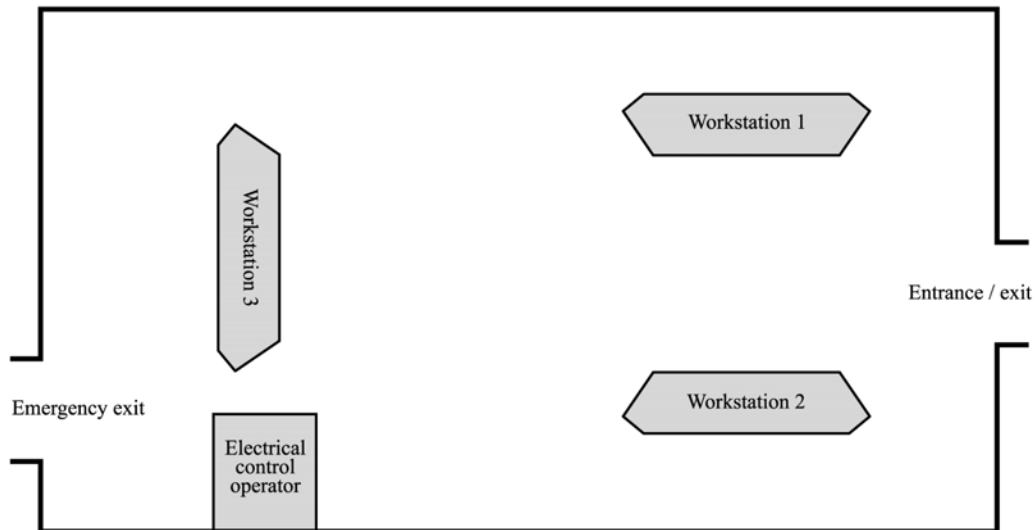 Workstation 1
Workstation 3
Entrance / exit
Workstation 2
Emergency exit
Electrical
control
operator